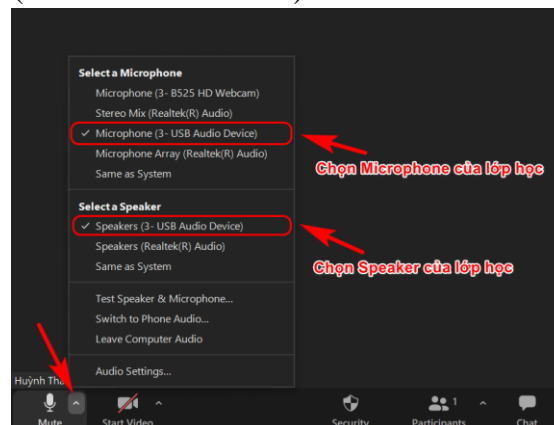 Select a Microphone
Microphone (3- B525 HD Webcam)
Stereo Mix (Realtek(R) Audio)
✓ Microphone (3- USB Audio Device)
Microphone Array (Realtek(R) Audio)
Same as System
Chọn Microphone của lớp học
Select a Speaker
✓ Speakers (3- USB Audio Device)
Speakers (Realtek(R) Audio)
Same as System
Chọn Speaker của lớp học
Test Speaker & Microphone...
Switch to Phone Audio...
Leave Computer Audio
Audio Settings...
Huỳnh
1
Mute Start Video Security Participants Chat